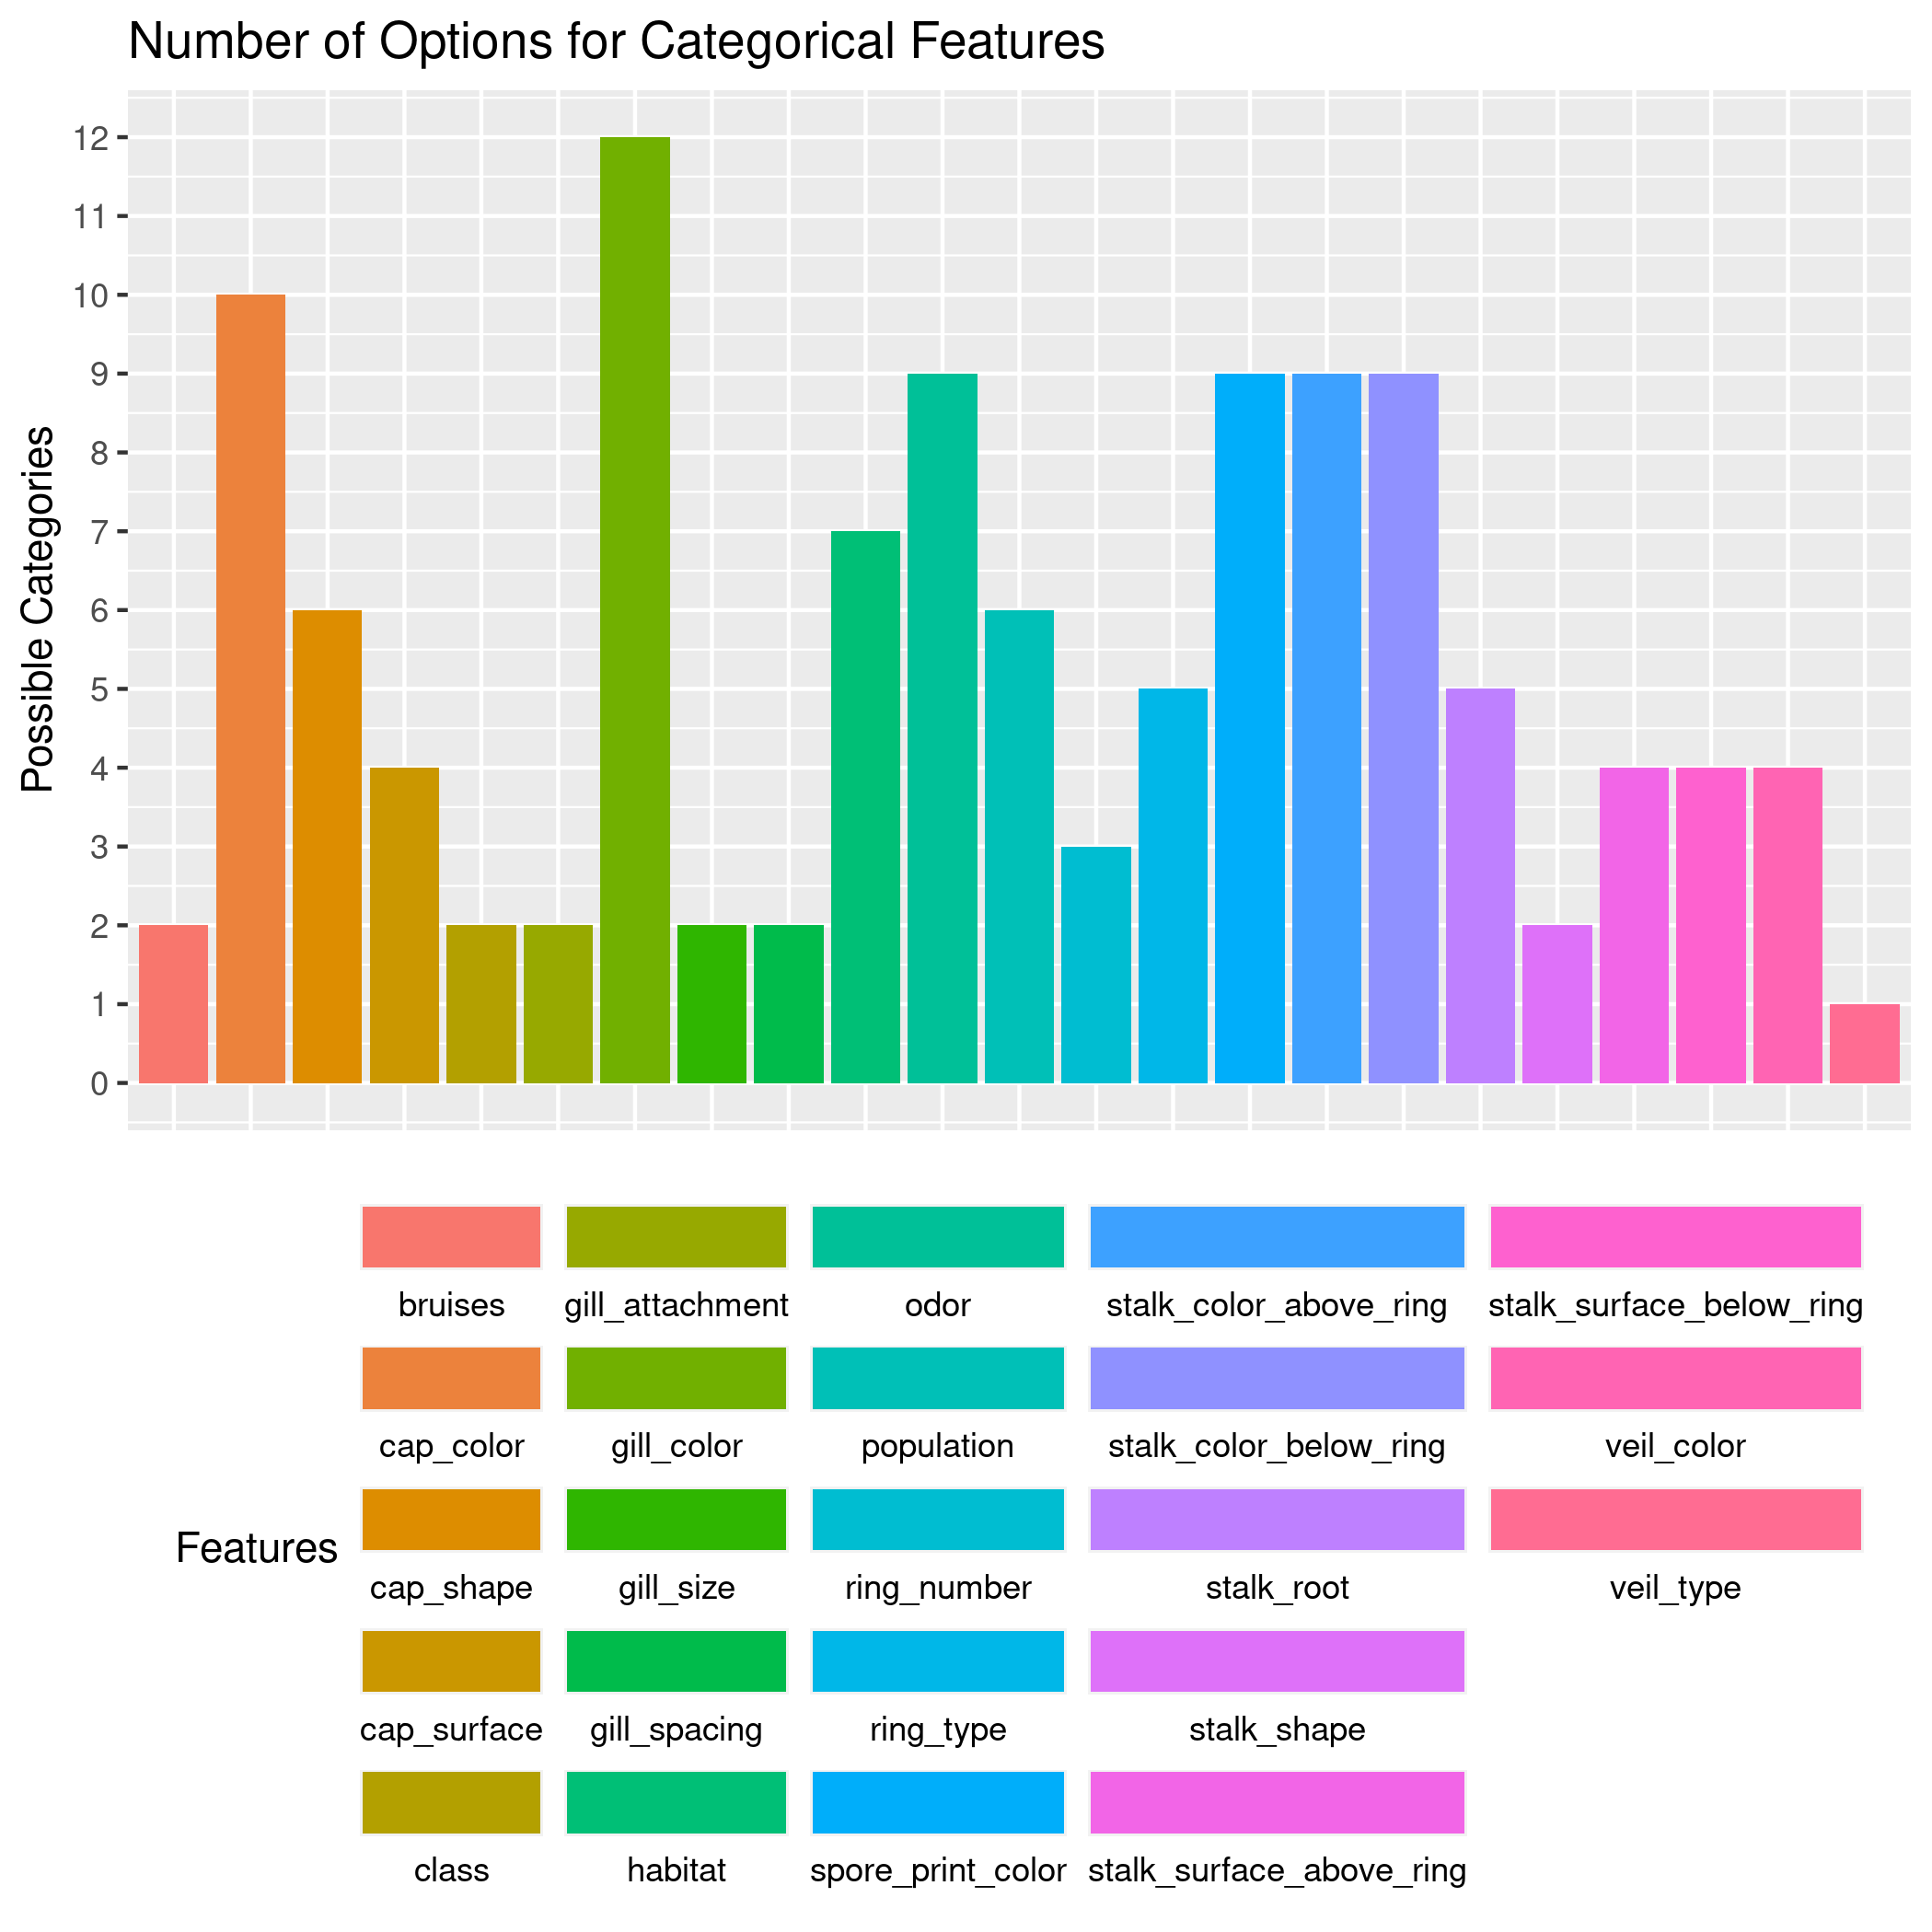 Number of Options for Categorical Features
Possible Categories
12
11
10
9
8
7
6
5
4
3
2
1
0
Features
bruises gill_attachment odor stalk_color_above_ring stalk_surface_below_ring
cap_color gill_color population stalk_color_below_ring veil_color
cap_shape gill_size ring_number stalk_root veil_type
cap_surface gill_spacing ring_type stalk_shape
class habitat spore_print_color stalk_surface_above_ring